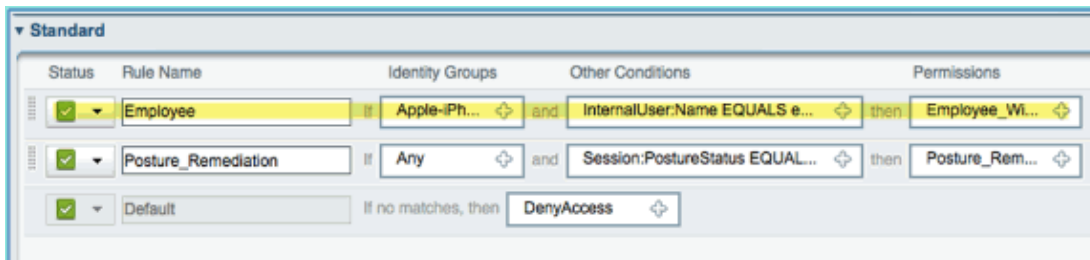 Standard
Status Rule Name Identity Groups Other Conditions Permissions
Employee If Apple-iPh... and InternalUser:Name EQUALS e... then Employee_Wi...
Posture_Remediation If Any and Session:PostureStatus EQUAL... then Posture_Rem...
Default If no matches, then DenyAccess